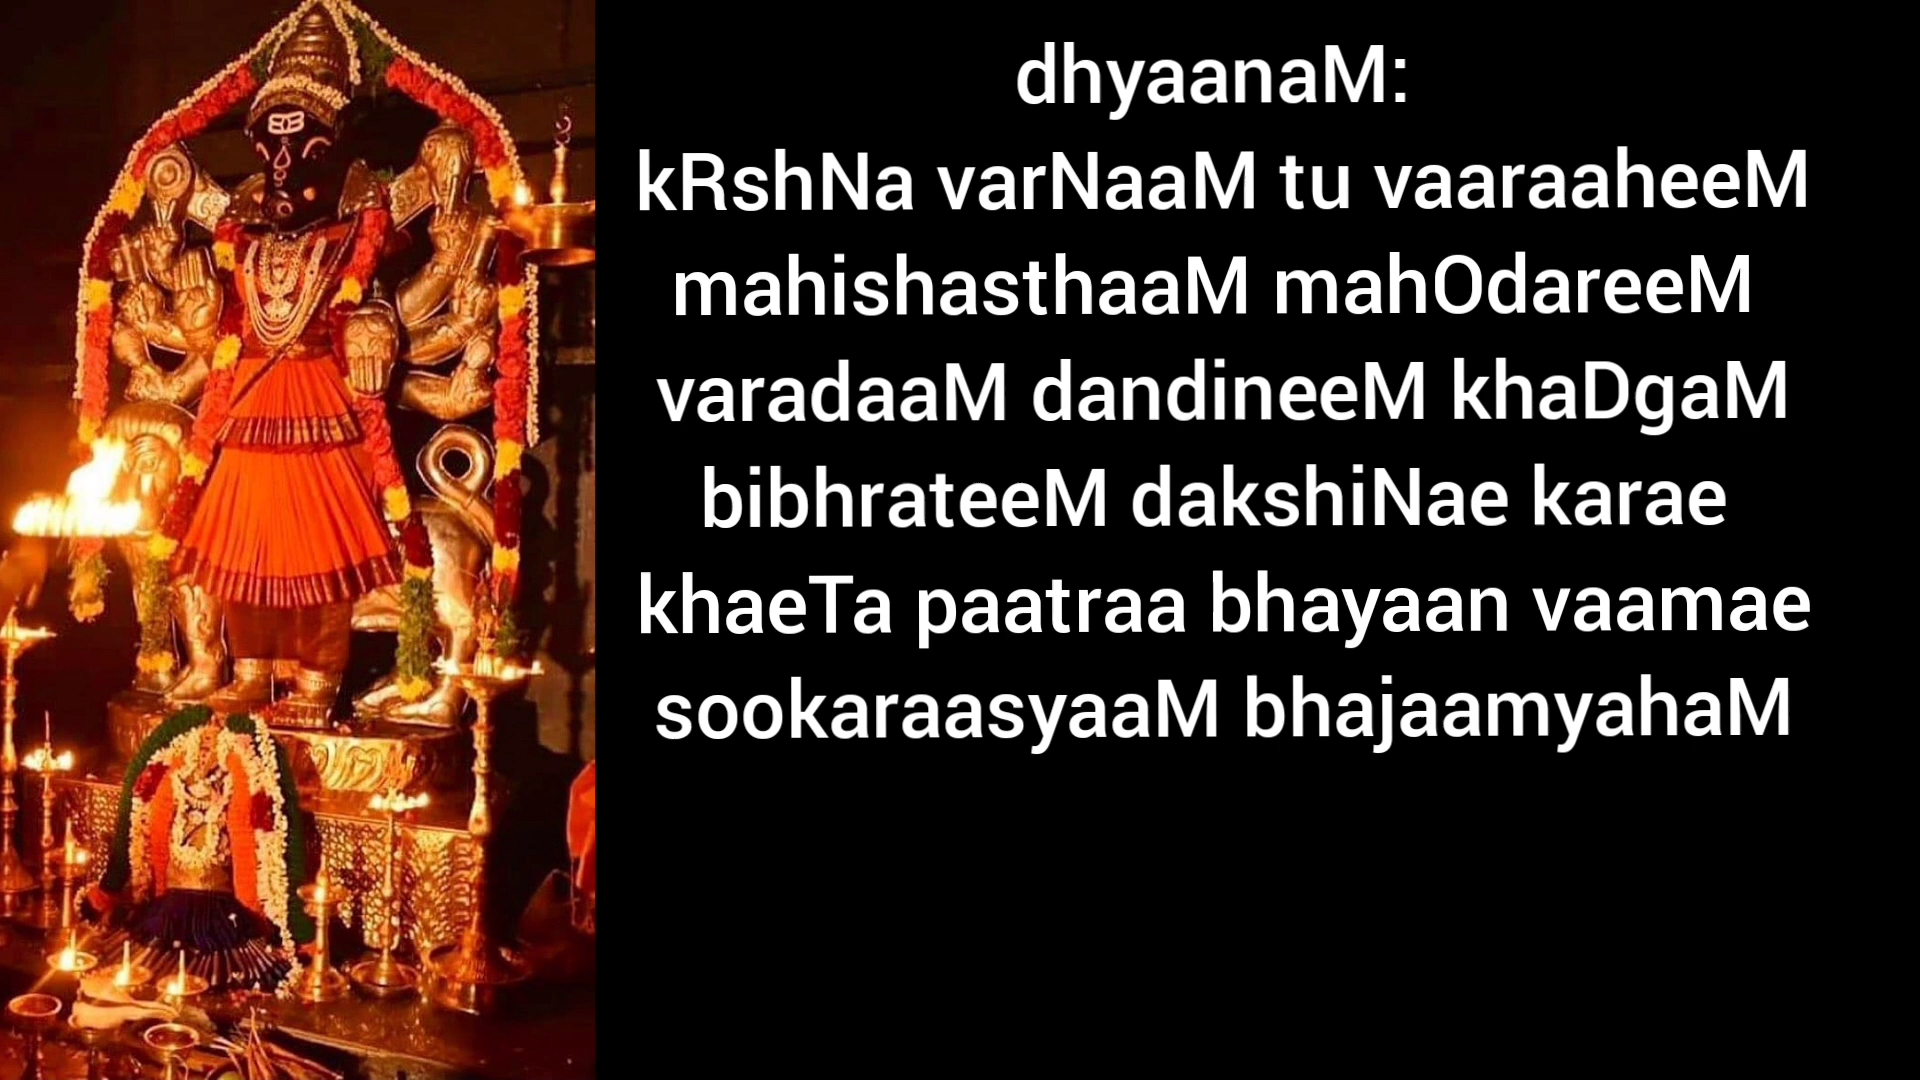 dhyaanaM:
kRshNa varNaaM tu vaaraaheeM
mahishasthaaM mahOdareeM
varadaaM dandineeM khaDgaM
bibhrateeM dakshiNae karae
khaeTa paatraa bhayaan vaamae
sookaraasyaaM bhajaamyahaM